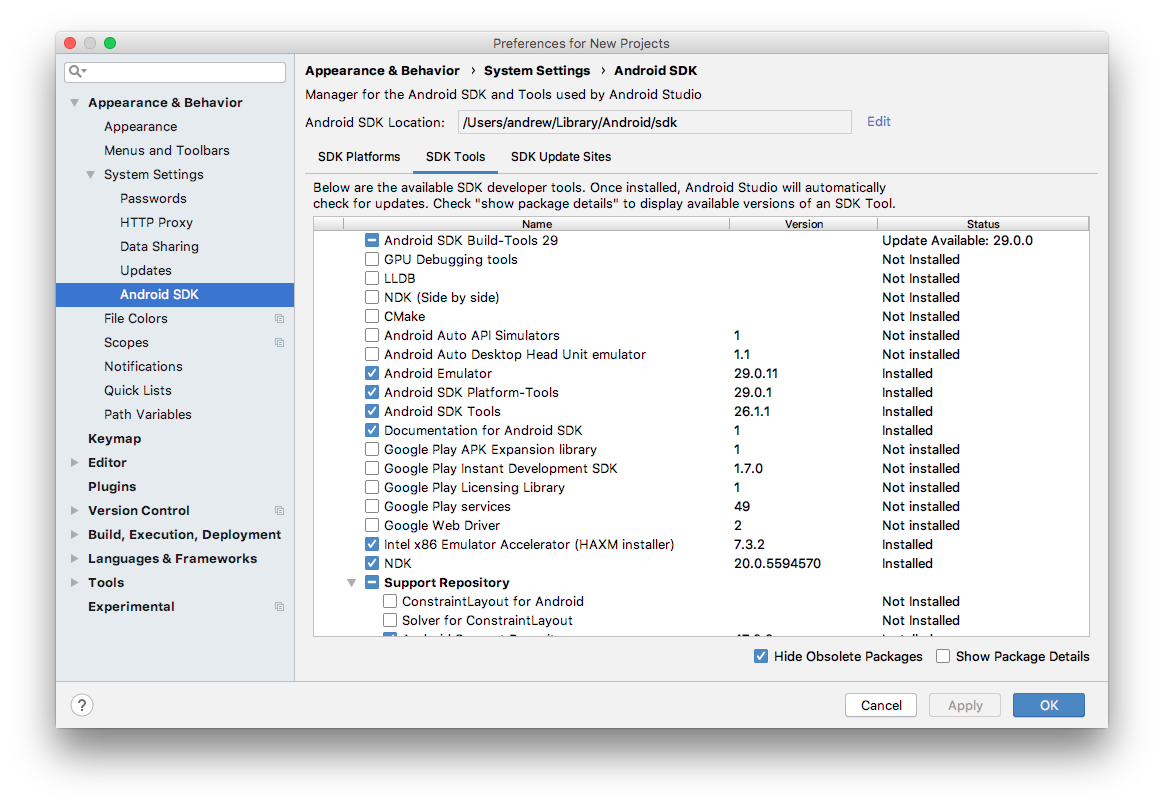 Preferences for New Projects
Appearance & Behavior
Appearance
Menus and Toolbars
System Settings
Passwords
HTTP Proxy
Data Sharing
Updates
Android SDK
File Colors
Scopes
Notifications
Quick Lists
Path Variables
Keymap
Editor
Plugins
Version Control
Build, Execution, Deployment
Languages & Frameworks
Tools
Experimental
Appearance & Behavior › System Settings › Android SDK
Manager for the Android SDK and Tools used by Android Studio
Android SDK Location: /Users/andrew/Library/Android/sdk Edit
SDK Platforms SDK Tools SDK Update Sites
Below are the available SDK developer tools. Once installed, Android Studio will automatically
check for updates. Check "show package details" to display available versions of an SDK Tool.
Name Version Status
Android SDK Build-Tools 29 Update Available: 29.0.0
GPU Debugging tools Not Installed
LLDB Not Installed
NDK (Side by side) Not Installed
CMake Not Installed
Android Auto API Simulators 1 Not installed
Android Auto Desktop Head Unit emulator 1.1 Not installed
Android Emulator 29.0.11 Installed
Android SDK Platform-Tools 29.0.1 Installed
Android SDK Tools 26.1.1 Installed
Documentation for Android SDK 1 Installed
Google Play APK Expansion library 1 Not installed
Google Play Instant Development SDK 1.7.0 Not installed
Google Play Licensing Library 1 Not installed
Google Play services 49 Not installed
Google Web Driver 2 Not installed
Intel x86 Emulator Accelerator (HAXM installer) 7.3.2 Installed
NDK 20.0.5594570 Installed
Support Repository
ConstraintLayout for Android Not Installed
Solver for ConstraintLayout Not Installed
Hide Obsolete Packages Show Package Details
? Cancel Apply OK